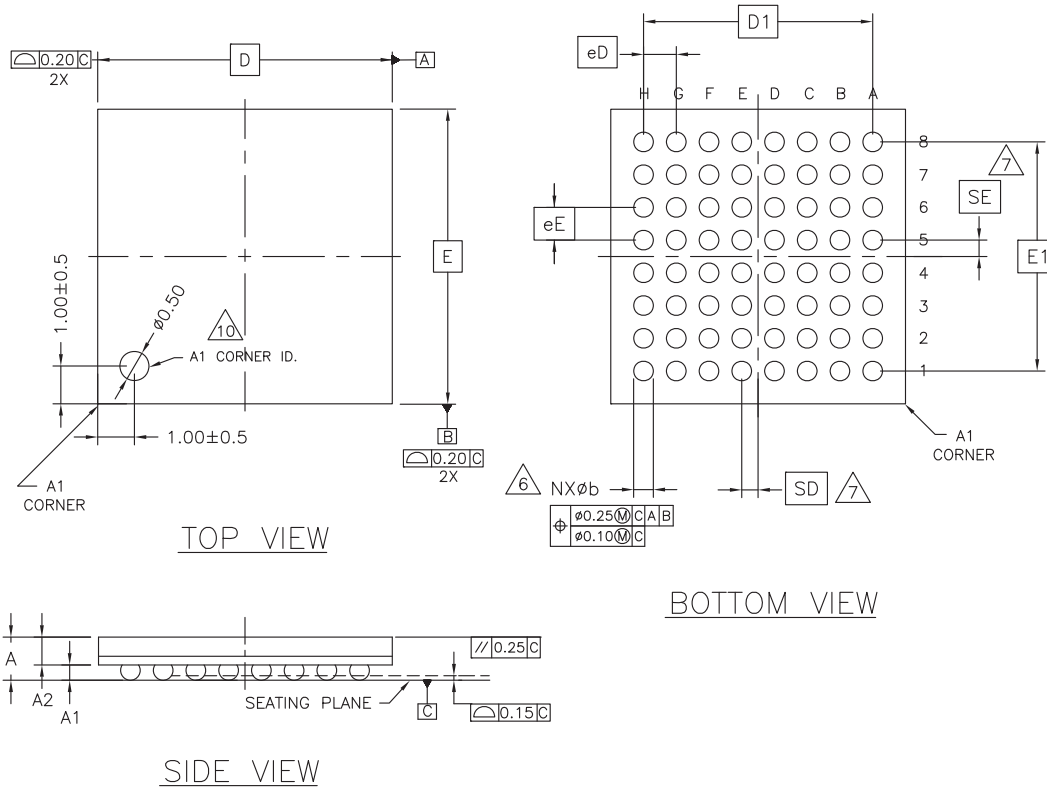 ⌓ 0.20 C
2X
D
A
E
1.00±0.5
ø0.50
10
A1 CORNER ID.
1.00±0.5
B
⌓ 0.20 C
2X
A1
CORNER
TOP VIEW
D1
eD
H G F E D C B A
8
7
6
5
4
3
2
1
7
SE
eE
E1
A1
CORNER
6
NXøb
SD
7
⌖ ø0.25 Ⓜ C A B
ø0.10 Ⓜ C
BOTTOM VIEW
A
A2
A1
// 0.25 C
SEATING PLANE
C
⌓ 0.15 C
SIDE VIEW